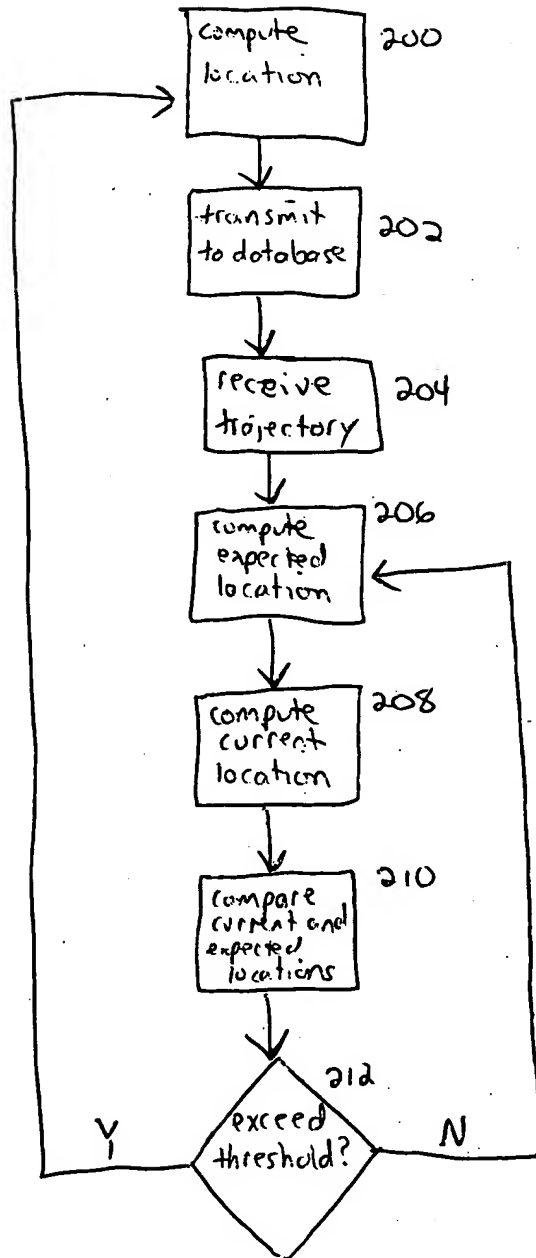 compute
location
200
transmit
to database
202
receive
trajectory
204
compute
expected
location
206
compute
current
location
208
compare
current and
expected
locations
210
exceed
threshold?
212
Y
N